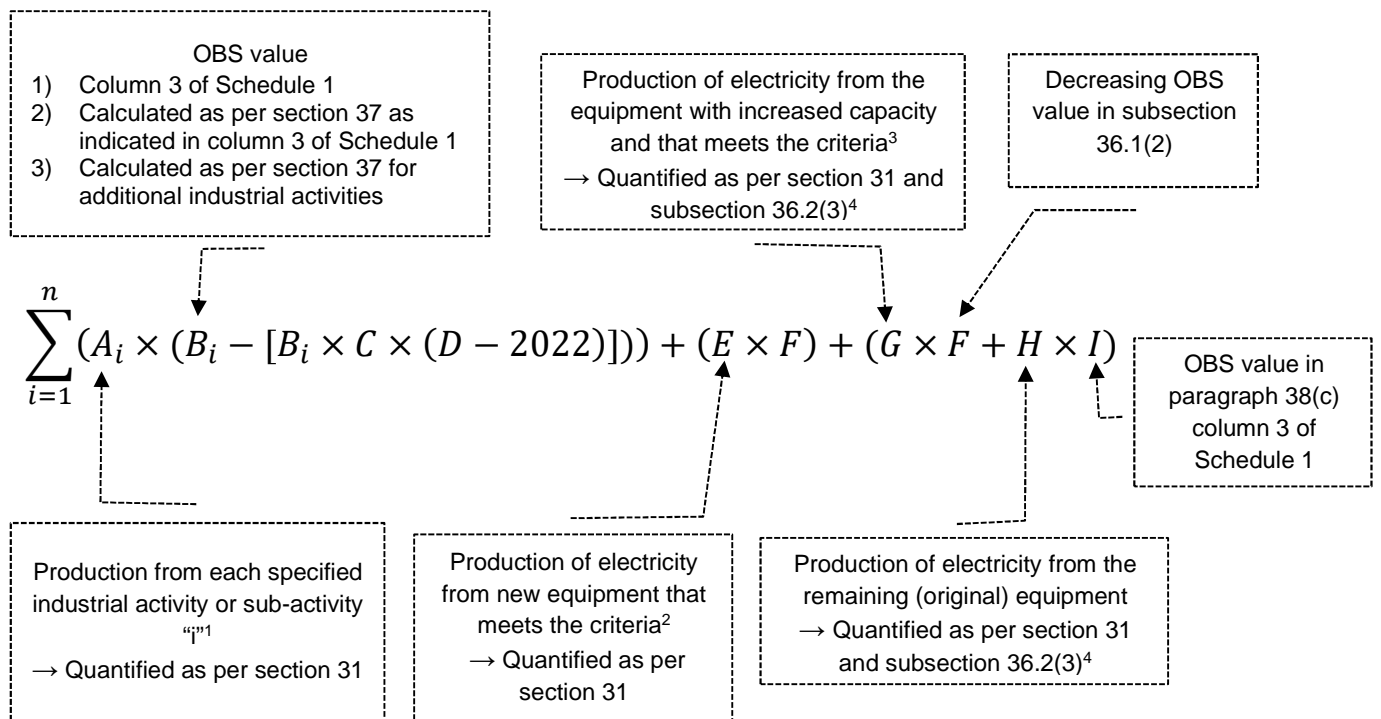 OBS value
1) Column 3 of Schedule 1
2) Calculated as per section 37 as
indicated in column 3 of Schedule 1
3) Calculated as per section 37 for
additional industrial activities
Production of electricity from the
equipment with increased capacity
and that meets the criteria³
→ Quantified as per section 31 and
subsection 36.2(3)⁴
Decreasing OBS
value in subsection
36.1(2)
n
∑(Aᵢ × (Bᵢ − [Bᵢ × C × (D − 2022)])) + (E × F) + (G × F + H × I)
i=1
OBS value in
paragraph 38(c)
column 3 of
Schedule 1
Production from each specified
industrial activity or sub-activity
“i”¹
→ Quantified as per section 31
Production of electricity
from new equipment that
meets the criteria²
→ Quantified as per
section 31
Production of electricity from the
remaining (original) equipment
→ Quantified as per section 31
and subsection 36.2(3)⁴